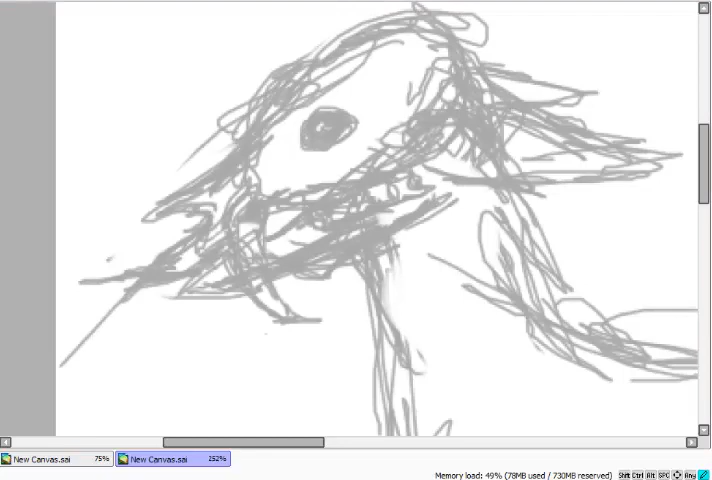 New Canvas.sai 75% New Canvas.sai 252%
Memory load: 49% (78MB used / 730MB reserved) Shft Ctrl Alt SPC Any